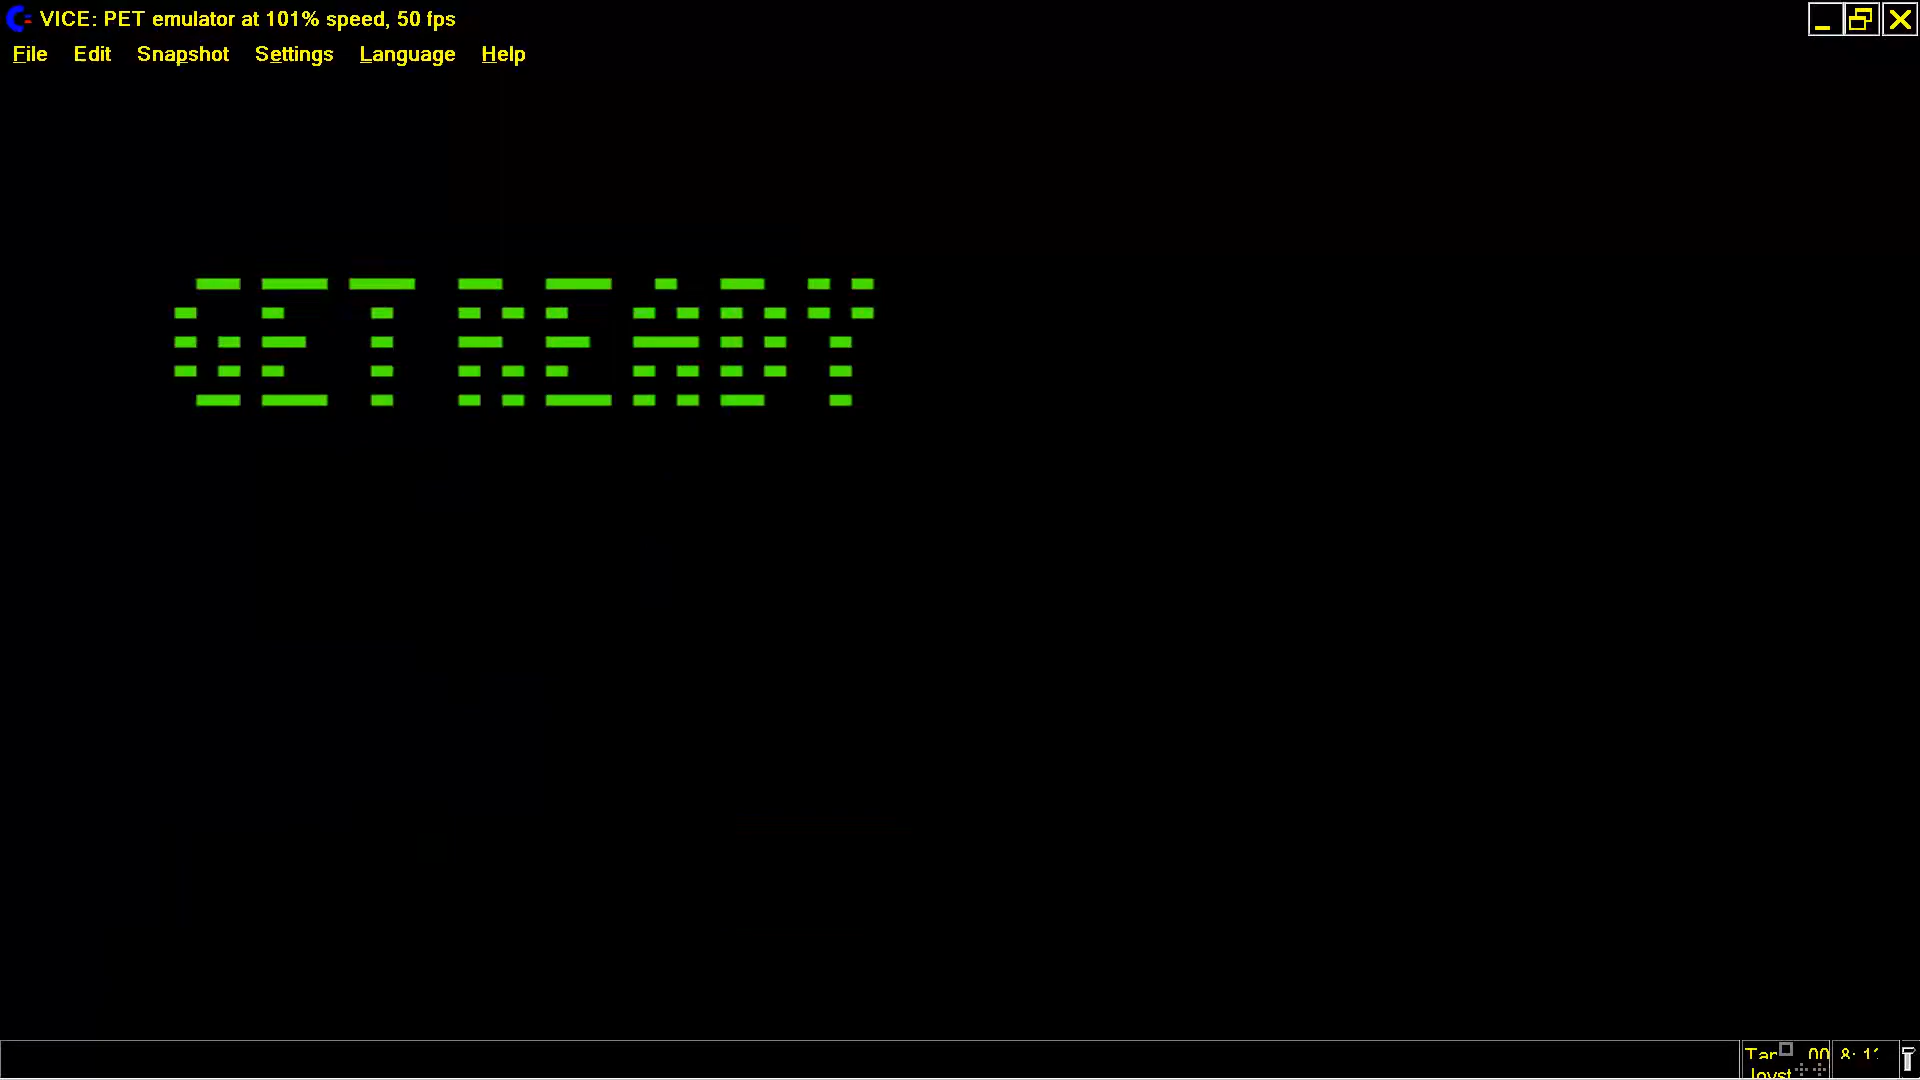 VICE: PET emulator at 101% speed, 50 fps
File Edit Snapshot Settings Language Help
GET READY